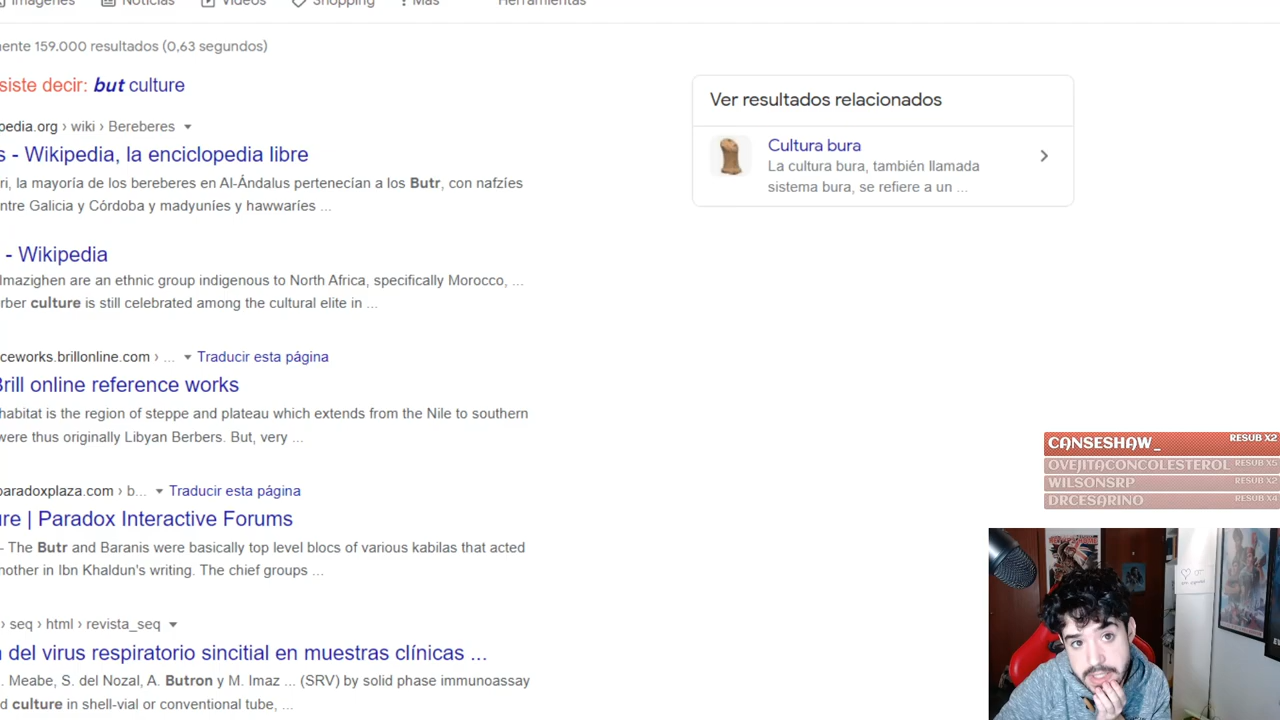 Imágenes Noticias Vídeos Shopping Más Herramientas
ente 159.000 resultados (0,63 segundos)
siste decir: but culture
pedia.org › wiki › Bereberes
s - Wikipedia, la enciclopedia libre
ri, la mayoría de los bereberes en Al-Ándalus pertenecían a los Butr, con nafzíes
ntre Galicia y Córdoba y madyuníes y hawwaríes ...
- Wikipedia
Imazighen are an ethnic group indigenous to North Africa, specifically Morocco, ...
rber culture is still celebrated among the cultural elite in ...
ceworks.brillonline.com › ... Traducir esta página
Brill online reference works
habitat is the region of steppe and plateau which extends from the Nile to southern
were thus originally Libyan Berbers. But, very ...
paradoxplaza.com › b... Traducir esta página
ure | Paradox Interactive Forums
- The Butr and Baranis were basically top level blocs of various kabilas that acted
nother in Ibn Khaldun's writing. The chief groups ...
› seq › html › revista_seq
n del virus respiratorio sincitial en muestras clínicas ...
. Meabe, S. del Nozal, A. Butron y M. Imaz ... (SRV) by solid phase immunoassay
d culture in shell-vial or conventional tube, ...
Ver resultados relacionados
Cultura bura
La cultura bura, también llamada
sistema bura, se refiere a un ...
CANSESHAW_ RESUB X2
OVEJITACONCOLESTEROL RESUB X5
WILSONSRP RESUB X2
DRCESARINO RESUB X4